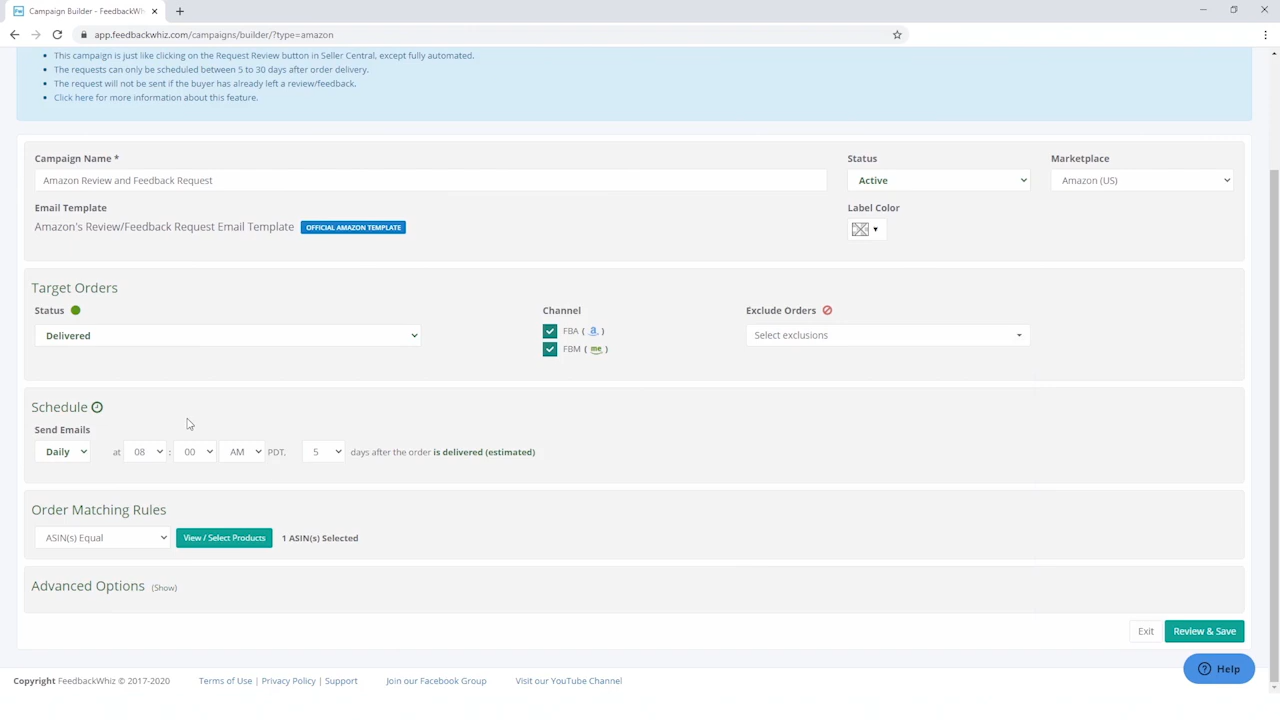 Campaign Builder - FeedbackWh
app.feedbackwhiz.com/campaigns/builder/?type=amazon
This campaign is just like clicking on the Request Review button in Seller Central, except fully automated.
The requests can only be scheduled between 5 to 30 days after order delivery.
The request will not be sent if the buyer has already left a review/feedback.
Click here for more information about this feature.
Campaign Name * Status Marketplace
Amazon Review and Feedback Request Active Amazon (US)
Email Template Label Color
Amazon's Review/Feedback Request Email Template OFFICIAL AMAZON TEMPLATE
Target Orders
Status Channel Exclude Orders
Delivered FBA ( a ) Select exclusions
FBM ( me )
Schedule
Send Emails
Daily at 08 : 00 AM PDT, 5 days after the order is delivered (estimated)
Order Matching Rules
ASIN(s) Equal View / Select Products 1 ASIN(s) Selected
Advanced Options (Show)
Exit Review & Save
Help
Copyright FeedbackWhiz © 2017-2020 Terms of Use | Privacy Policy | Support Join our Facebook Group Visit our YouTube Channel